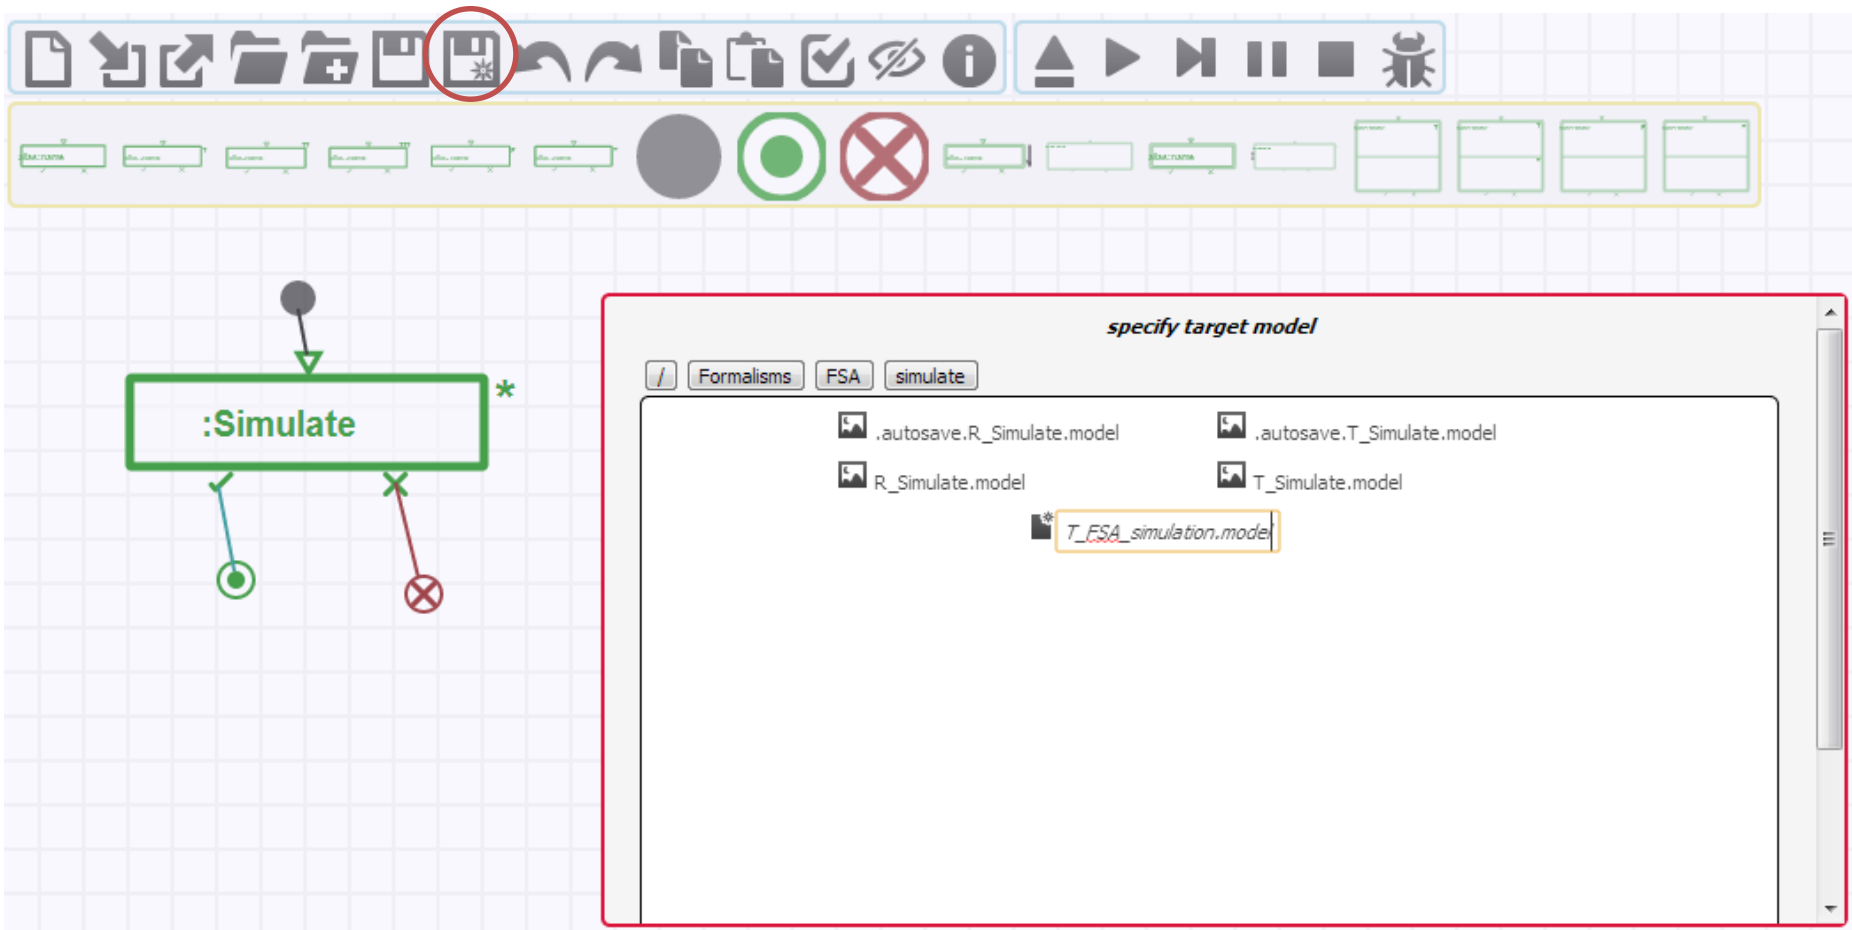 :Simulate
*
specify target model
/ Formalisms FSA simulate
.autosave.R_Simulate.model .autosave.T_Simulate.model
R_Simulate.model T_Simulate.model
T_FSA_simulation.model